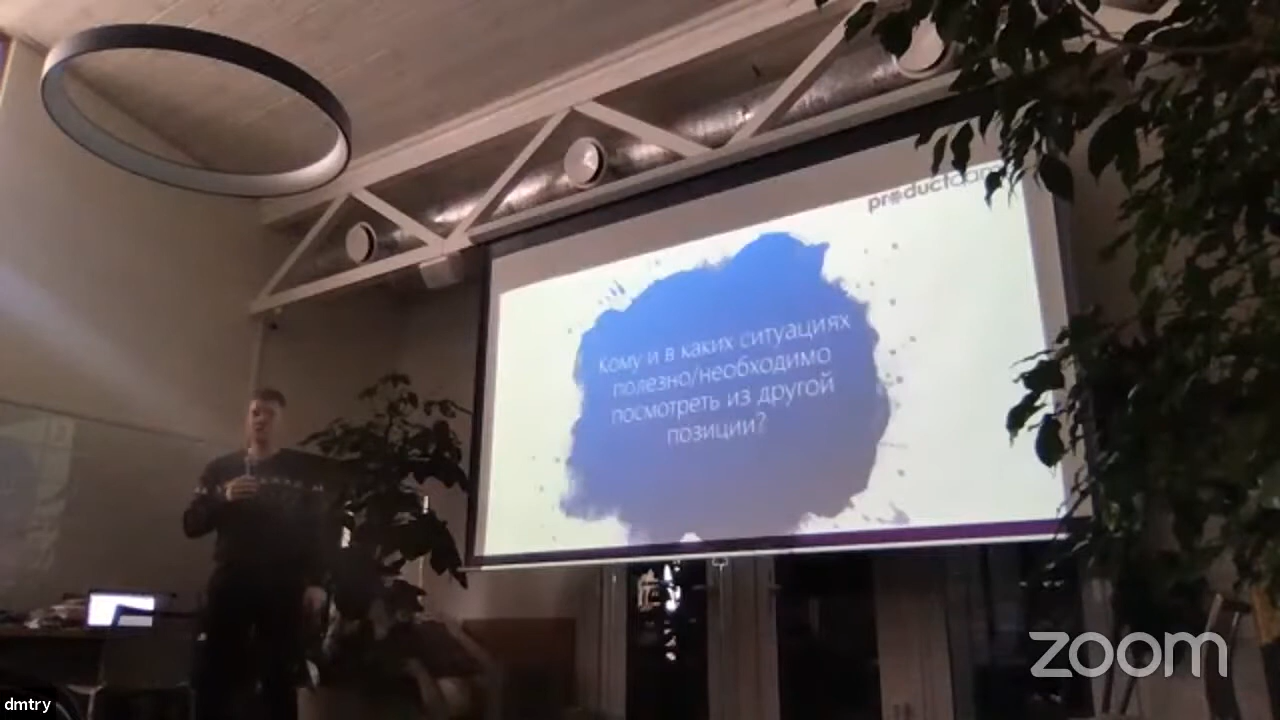 Кому и в каких ситуациях
полезно/необходимо
посмотреть из другой
позиции?
zoom
dmtry